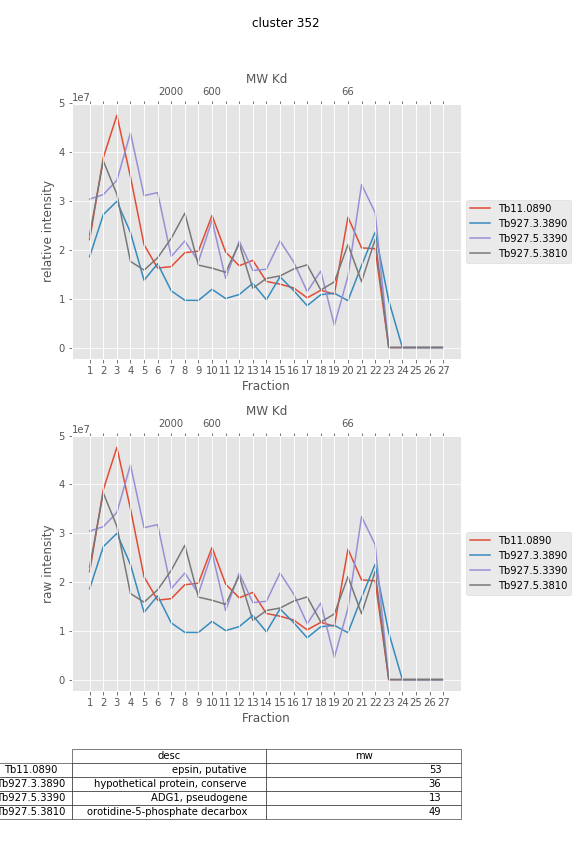 cluster 352
MW Kd
2000 600 66
1e7
5
4
3
2
1
0
relative intensity
1 2 3 4 5 6 7 8 9 10 11 12 13 14 15 16 17 18 19 20 21 22 23 24 25 26 27
Fraction
Tb11.0890
Tb927.3.3890
Tb927.5.3390
Tb927.5.3810
MW Kd
2000 600 66
1e7
5
4
3
2
1
0
raw intensity
1 2 3 4 5 6 7 8 9 10 11 12 13 14 15 16 17 18 19 20 21 22 23 24 25 26 27
Fraction
Tb11.0890
Tb927.3.3890
Tb927.5.3390
Tb927.5.3810
desc mw
Tb11.0890 epsin, putative 53
Tb927.3.3890 hypothetical protein, conserve 36
Tb927.5.3390 ADG1, pseudogene 13
Tb927.5.3810 orotidine-5-phosphate decarbox 49